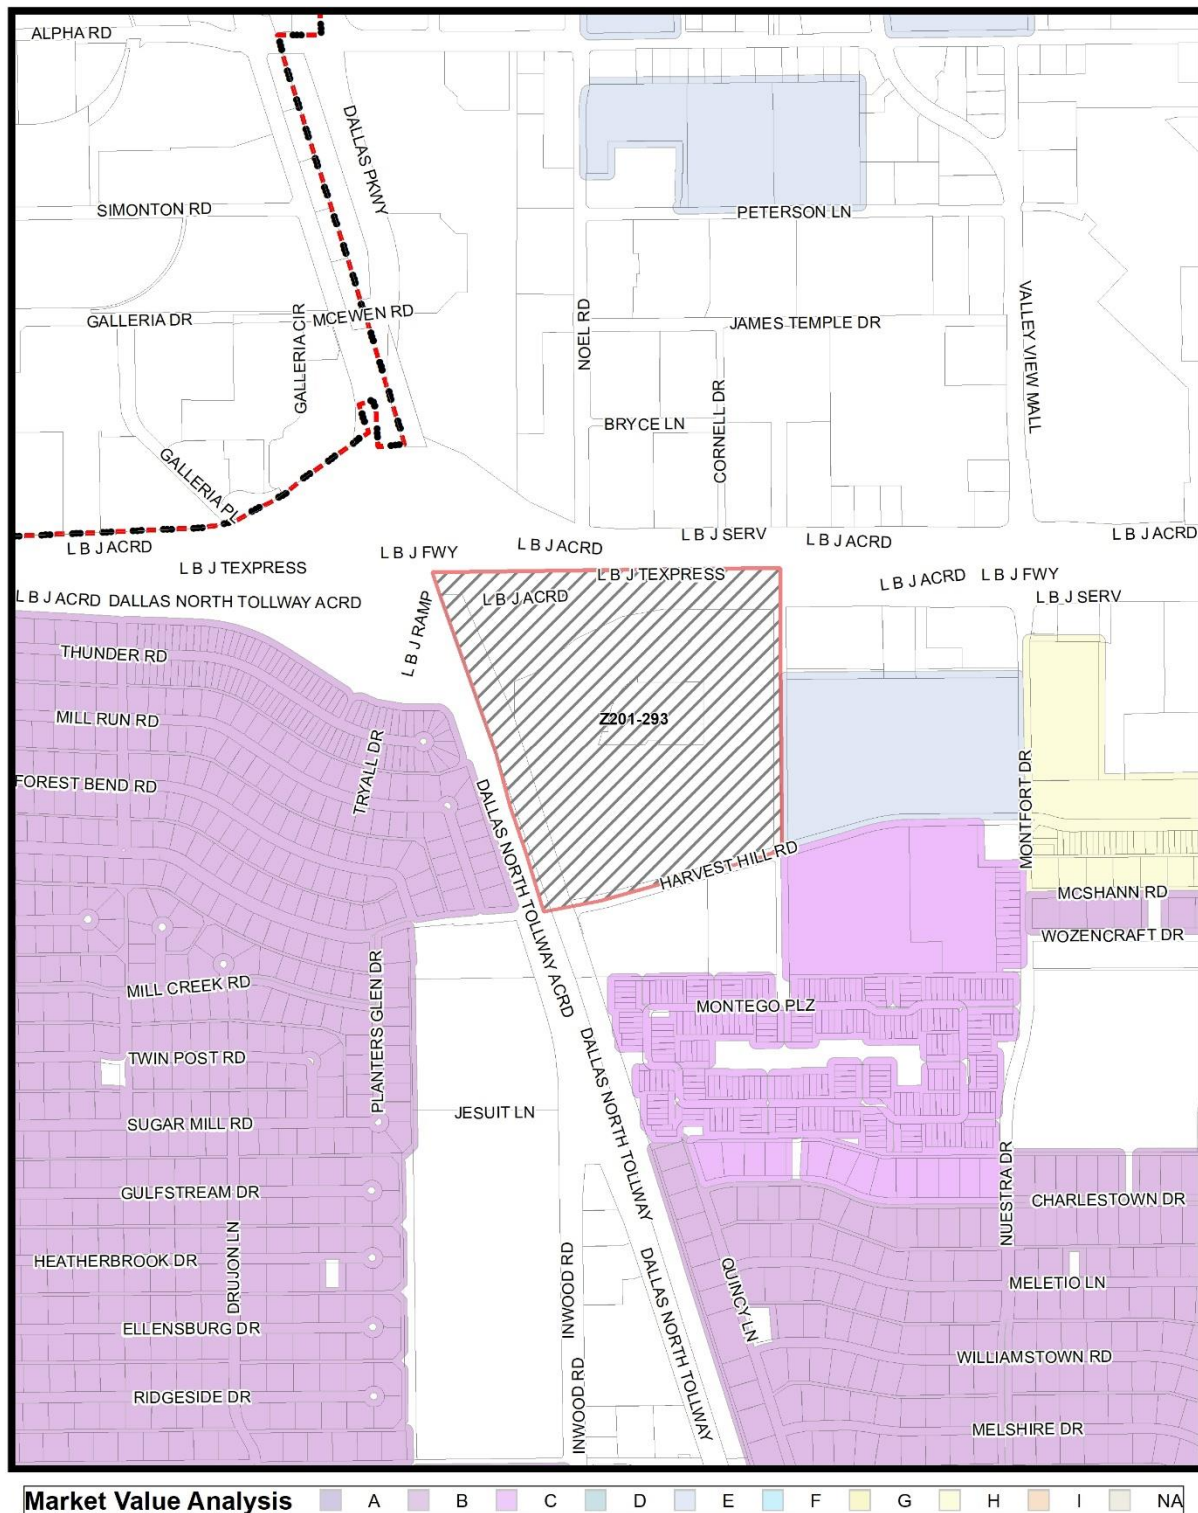 ALPHA RD
DALLAS PKWY
SIMONTON RD
PETERSON LN
GALLERIA DR
GALLERIA CIR
MCEWEN RD
NOEL RD
JAMES TEMPLE DR
VALLEY VIEW MALL
CORNELL DR
BRYCE LN
GALLERIA PL
L B J ACRD
L B J FWY
L B J ACRD
L B J SERV
L B J ACRD
L B J ACRD
L B J TEXPRESS
L B J TEXPRESS
L B J ACRD
L B J FWY
L B J ACRD
DALLAS NORTH TOLLWAY ACRD
L B J RAMP
L B J ACRD
L B J SERV
THUNDER RD
MILL RUN RD
Z201-293
TRYALL DR
FOREST BEND RD
DALLAS NORTH TOLLWAY ACRD
MONTFORT DR
HARVEST HILL RD
MCSHANN RD
WOZENCRAFT DR
MILL CREEK RD
PLANTERS GLEN DR
MONTEGO PLZ
TWIN POST RD
DALLAS NORTH TOLLWAY
SUGAR MILL RD
JESUIT LN
GULFSTREAM DR
NUESTRA DR
CHARLESTOWN DR
HEATHERBROOK DR
DRUJON LN
INWOOD RD
DALLAS NORTH TOLLWAY
QUINCY LN
MELETIO LN
ELLENSBURG DR
WILLIAMSTOWN RD
RIDGESIDE DR
INWOOD RD
MELSHIRE DR
Market Value Analysis A B C D E F G H I NA